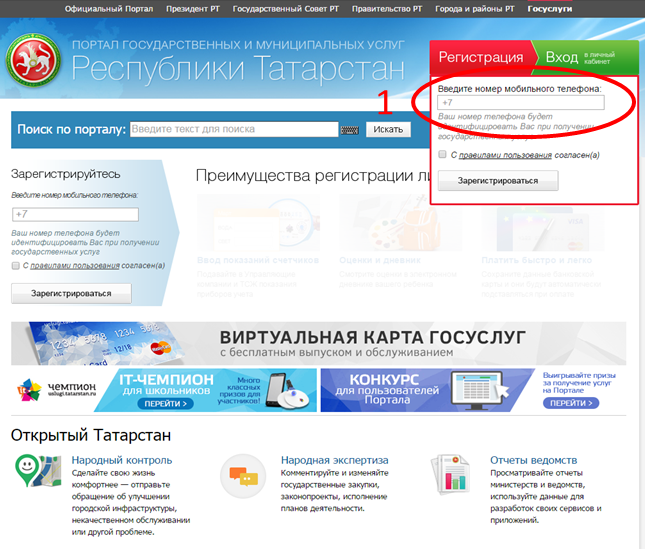 Официальный Портал Президент РТ Государственный Совет РТ Правительство РТ Города и районы РТ Госуслуги
ПОРТАЛ ГОСУДАРСТВЕННЫХ И МУНИЦИПАЛЬНЫХ УСЛУГ
Республики Татарстан
Регистрация
Вход
в личный
кабинет
1
Введите номер мобильного телефона:
+7
Ваш номер телефона будет
идентифицировать Вас при получении
государственных
С правилами пользования согласен(а)
Зарегистрироваться
Поиск по порталу:
Введите текст для поиска
Искать
Зарегистрируйтесь
Введите номер мобильного телефона:
+7
Ваш номер телефона будет
идентифицировать Вас при получении
государственных услуг
С правилами пользования согласен(а)
Зарегистрироваться
Преимущества регистрации ли
Ввод показаний счетчиков
Оценки и дневник
Платить быстро и легко
ВИРТУАЛЬНАЯ КАРТА ГОСУСЛУГ
с бесплатным выпуском и обслуживанием
ЧЕМПИОН
uslugi.tatarstan.ru
IT-ЧЕМПИОН
ДЛЯ ШКОЛЬНИКОВ
ПЕРЕЙТИ >
Много
классных
призов для
участников!
КОНКУРС
для пользователей
Портала
ПЕРЕЙТИ >
Выигрывайте призы
за получение услуг
на Портале
Открытый Татарстан
Народный контроль
Сделайте свою жизнь
комфортнее — отправьте
обращение об улучшении
городской инфраструктуры,
некачественном обслуживании
или другой проблеме.
Народная экспертиза
Комментируйте и изменяйте
государственные закупки,
законопроекты, исполнение
планов деятельности.
Отчеты ведомств
Просматривайте отчеты
министерств и ведомств,
используйте данные для
разработок своих сервисов и
приложений.